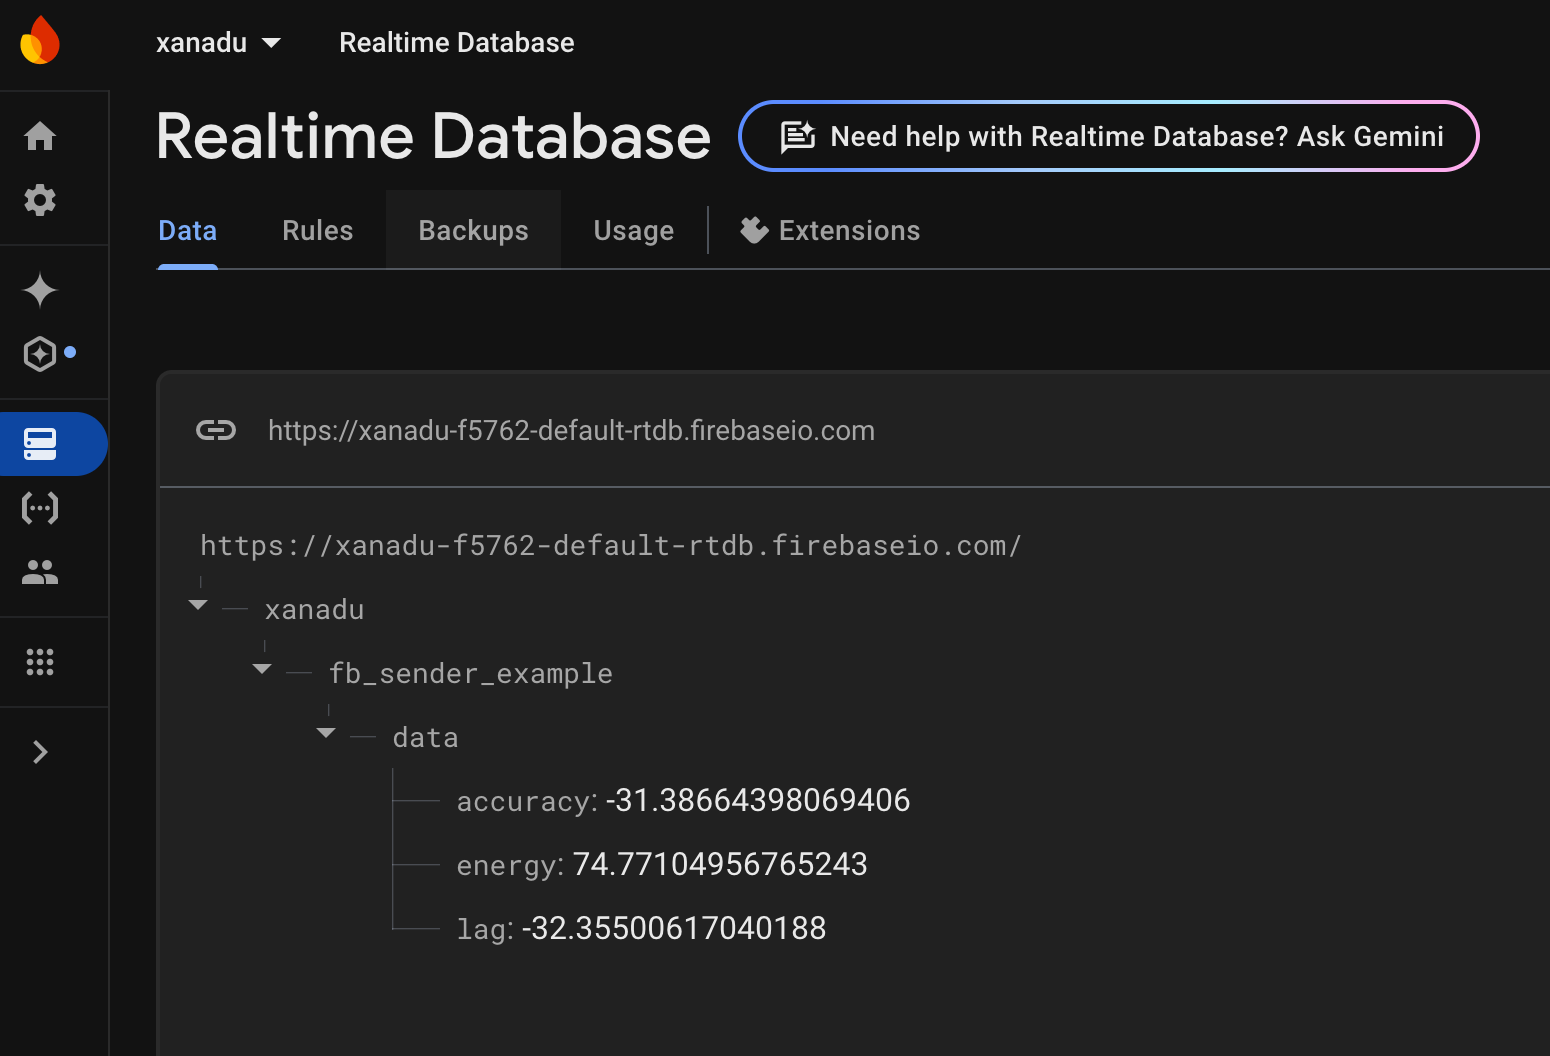 xanadu Realtime Database
Realtime Database
Need help with Realtime Database? Ask Gemini
Data Rules Backups Usage Extensions
https://xanadu-f5762-default-rtdb.firebaseio.com
https://xanadu-f5762-default-rtdb.firebaseio.com/
xanadu
fb_sender_example
data
accuracy: -31.38664398069406
energy: 74.77104956765243
lag: -32.35500617040188